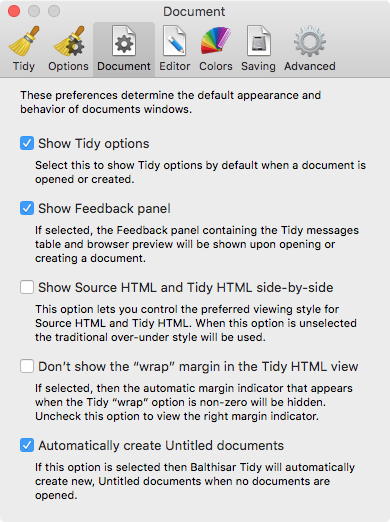 Document
Tidy Options Document Editor Colors Saving Advanced
These preferences determine the default appearance and
behavior of documents windows.
Show Tidy options
Select this to show Tidy options by default when a document is
opened or created.
Show Feedback panel
If selected, the Feedback panel containing the Tidy messages
table and browser preview will be shown upon opening or
creating a document.
Show Source HTML and Tidy HTML side-by-side
This option lets you control the preferred viewing style for
Source HTML and Tidy HTML. When this option is unselected
the traditional over-under style will be used.
Don’t show the “wrap” margin in the Tidy HTML view
If selected, then the automatic margin indicator that appears
when the Tidy “wrap” option is non-zero will be hidden.
Uncheck this option to view the right margin indicator.
Automatically create Untitled documents
If this option is selected then Balthisar Tidy will automatically
create new, Untitled documents when no documents are
opened.